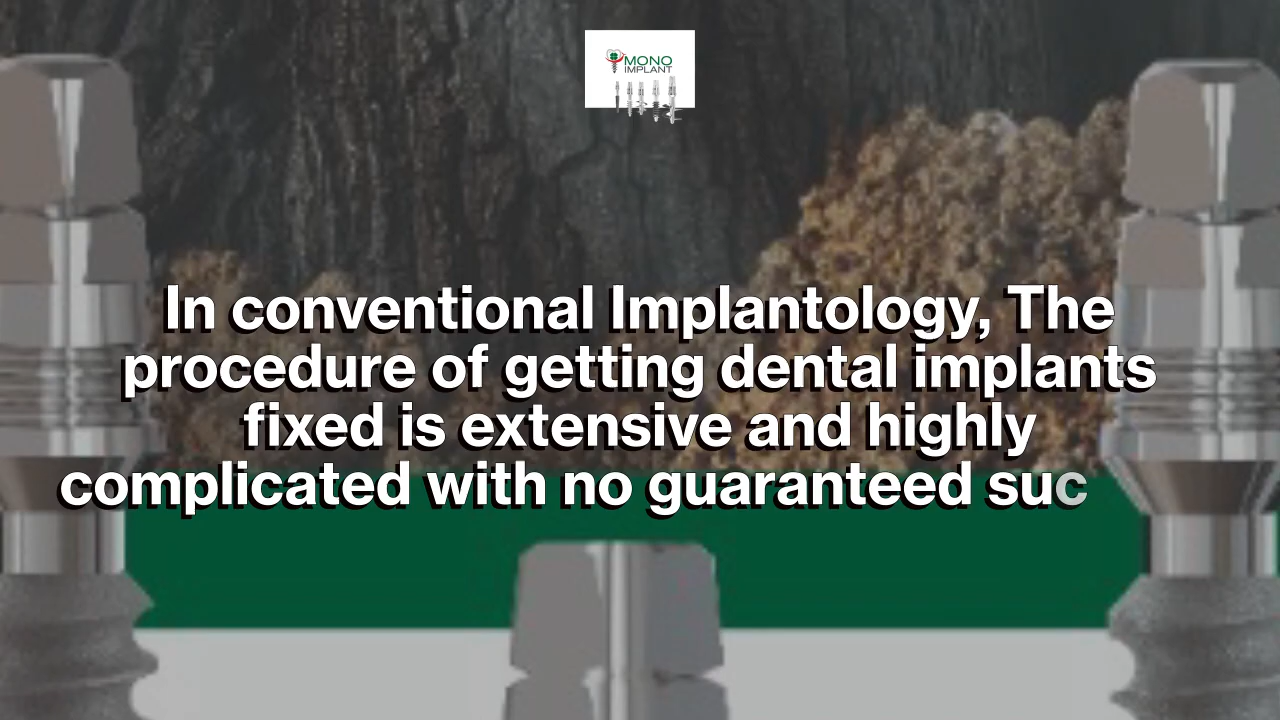 MONO
IMPLANT
In conventional Implantology, The
procedure of getting dental implants
fixed is extensive and highly
complicated with no guaranteed suc